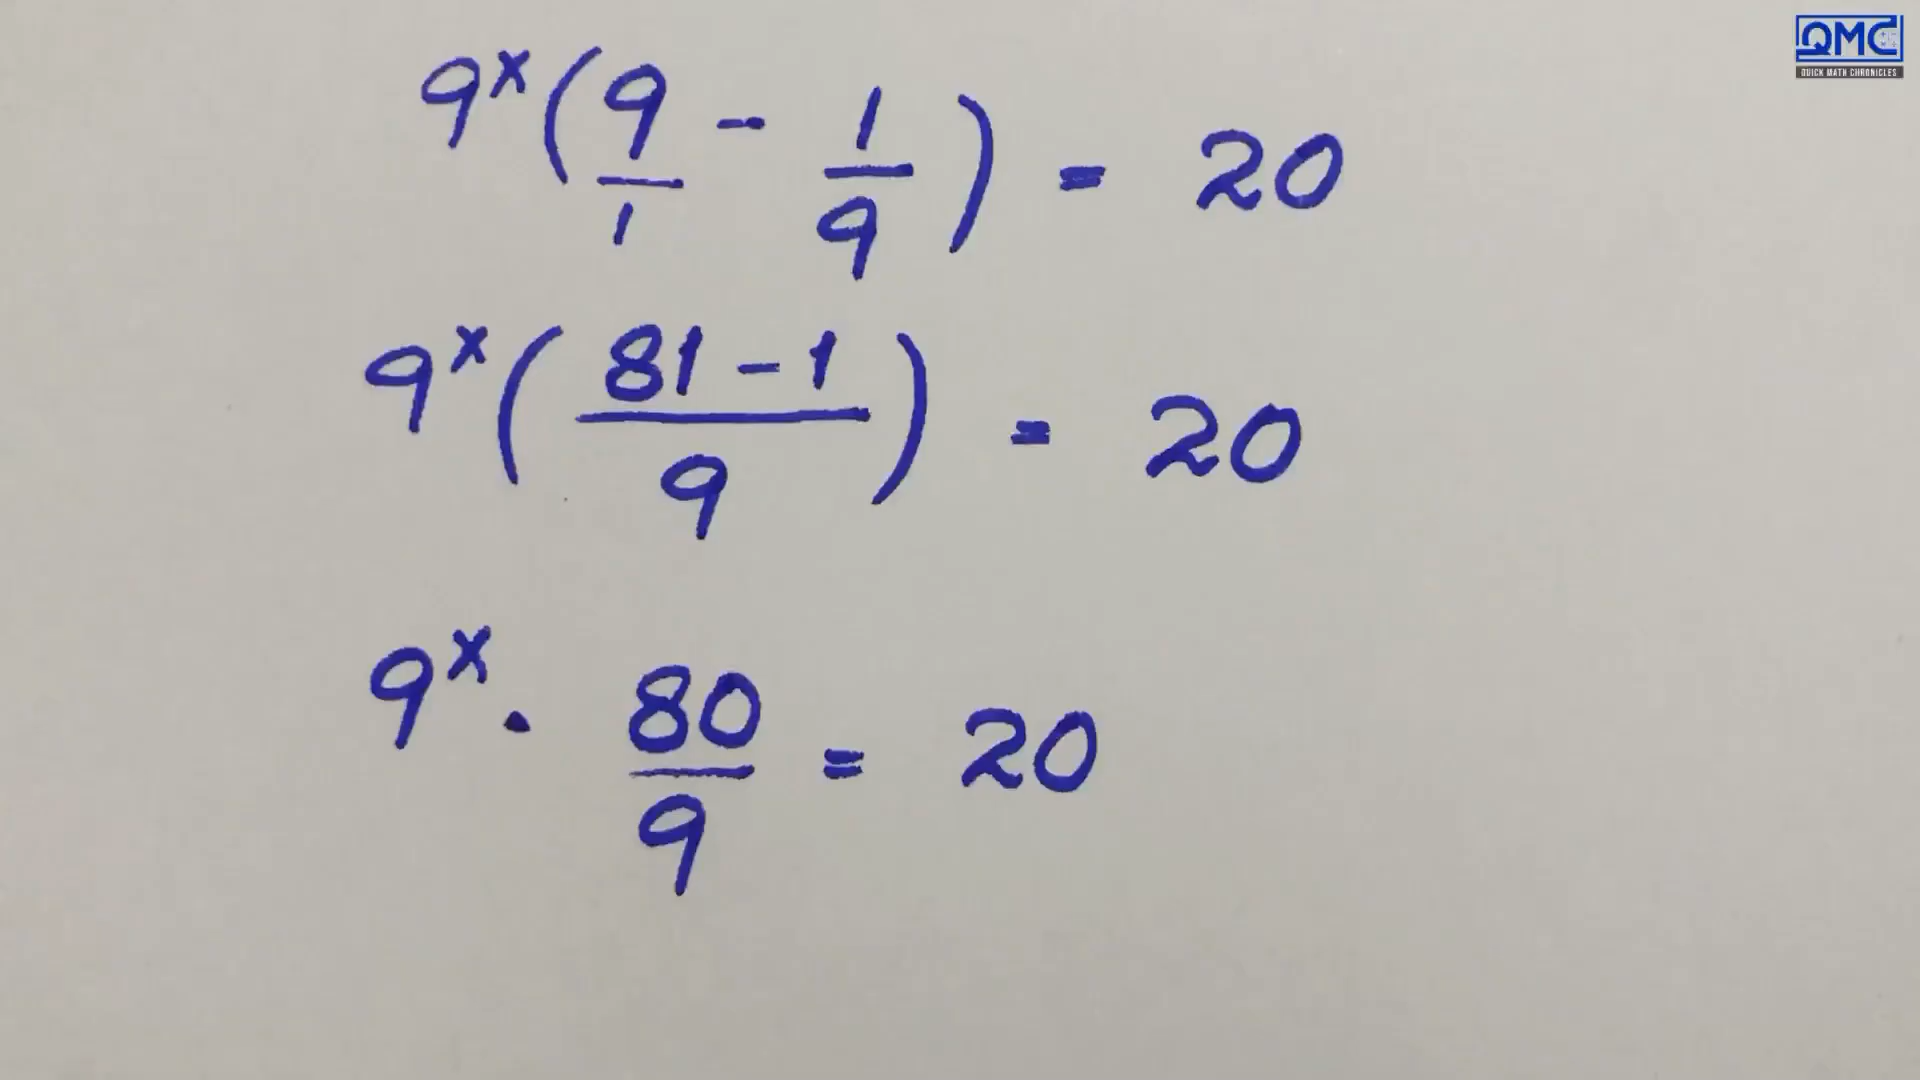 QMC
QUICK MATH CHRONICLES
9^x (9/1 - 1/9) = 20
9^x (81 - 1 / 9) = 20
9^x · 80/9 = 20